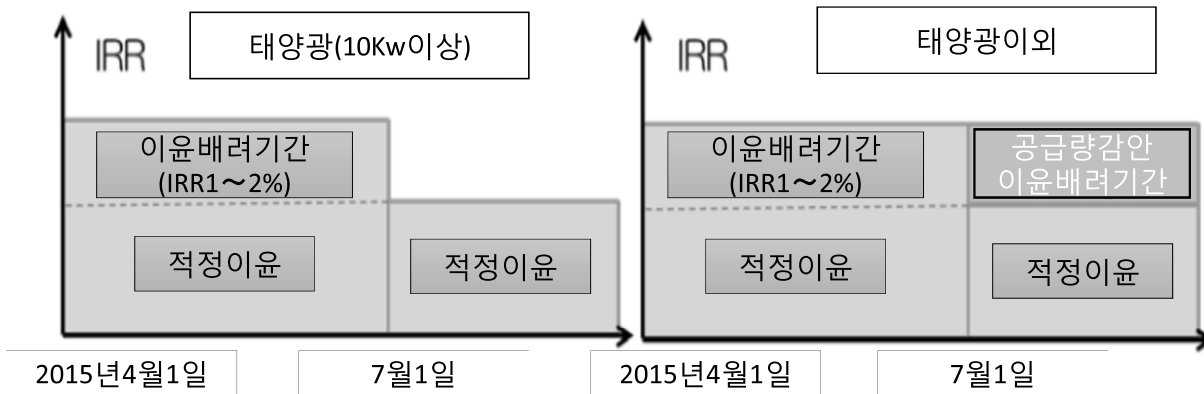 IRR
태양광(10Kw이상)
이윤배려기간
(IRR1～2%)
적정이윤
적정이윤
2015년4월1일
7월1일
IRR
태양광이외
이윤배려기간
(IRR1～2%)
공급량감안
이윤배려기간
적정이윤
적정이윤
2015년4월1일
7월1일